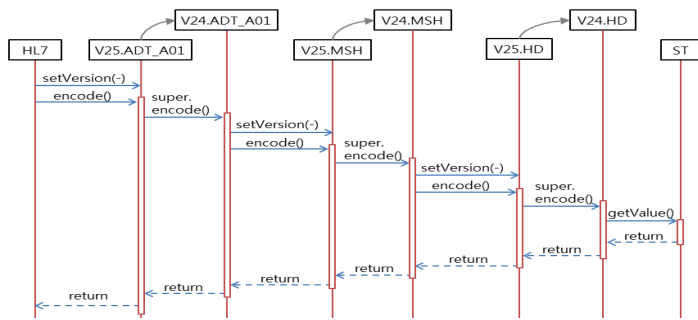 V24.ADT_A01
V24.MSH
V24.HD
HL7
V25.ADT_A01
V25.MSH
V25.HD
ST
setVersion(-)
encode()
super.
encode()
setVersion(-)
encode()
super.
encode()
setVersion(-)
encode()
super.
encode()
getValue()
return
return
return
return
return
return
return